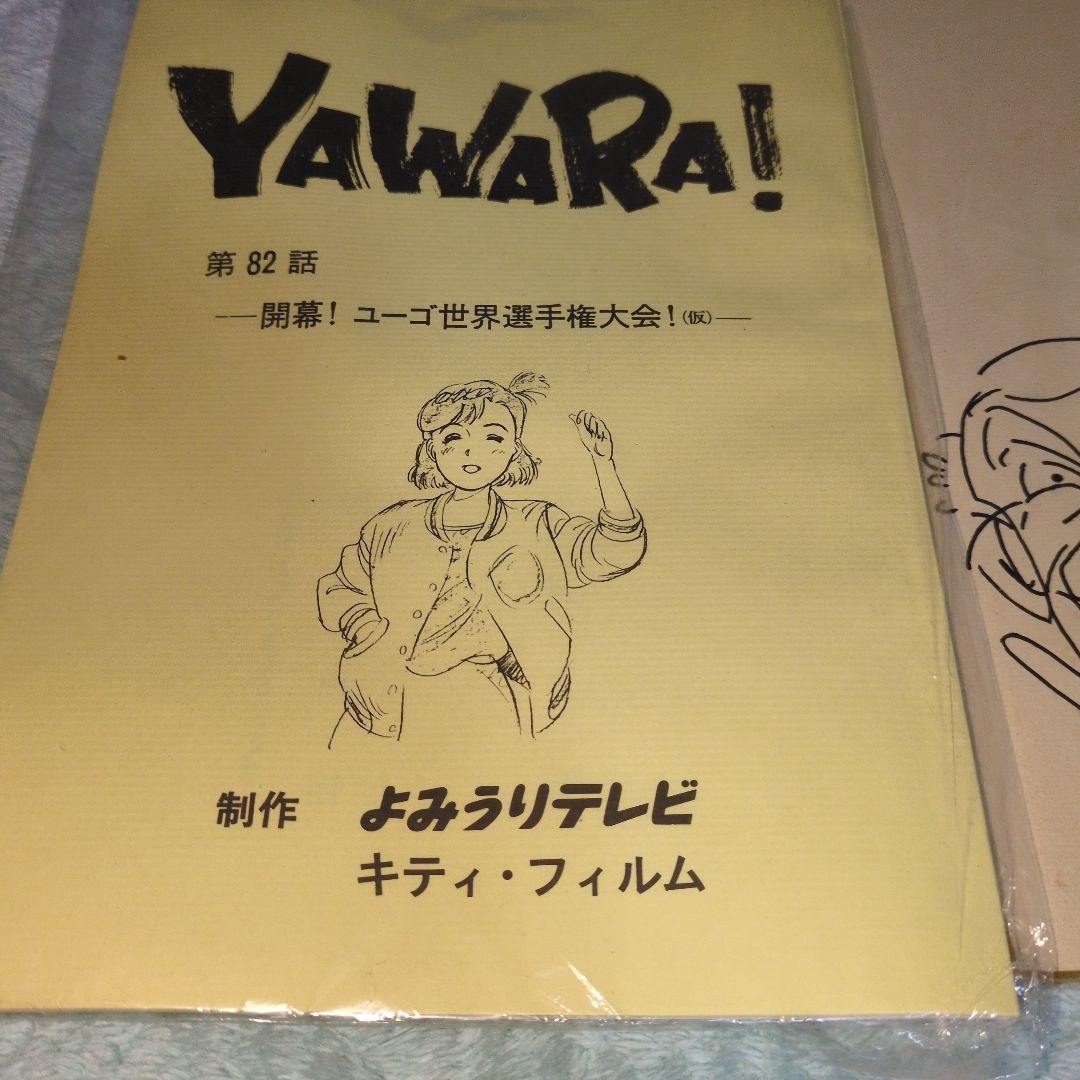 YAWARA!
第82話
──開幕! ユーゴ世界選手権大会!(仮)──
制作 よみうりテレビ
キティ・フィルム